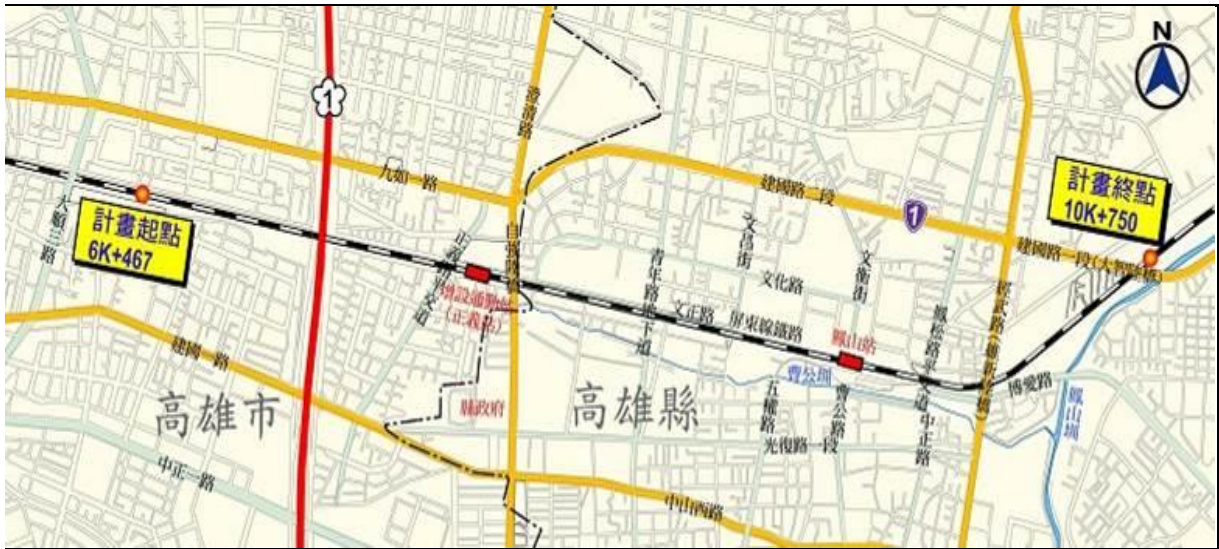 N
1
澄清路
九如一路
建國路二段
1
計畫終點
10K+750
大順三路
計畫起點
6K+467
文昌街
文衡街
建國路一段(大智陸橋)
自強陸橋
青年路地下道
文化路
增設通勤站
(正義站)
文正路
屏東線鐵路
鳳山站
建國一路
曹公圳
博愛路
鳳山圳
高雄市
縣政府
高雄縣
五權路
曹公路
中正路
光復路一段
中正一路
中山西路